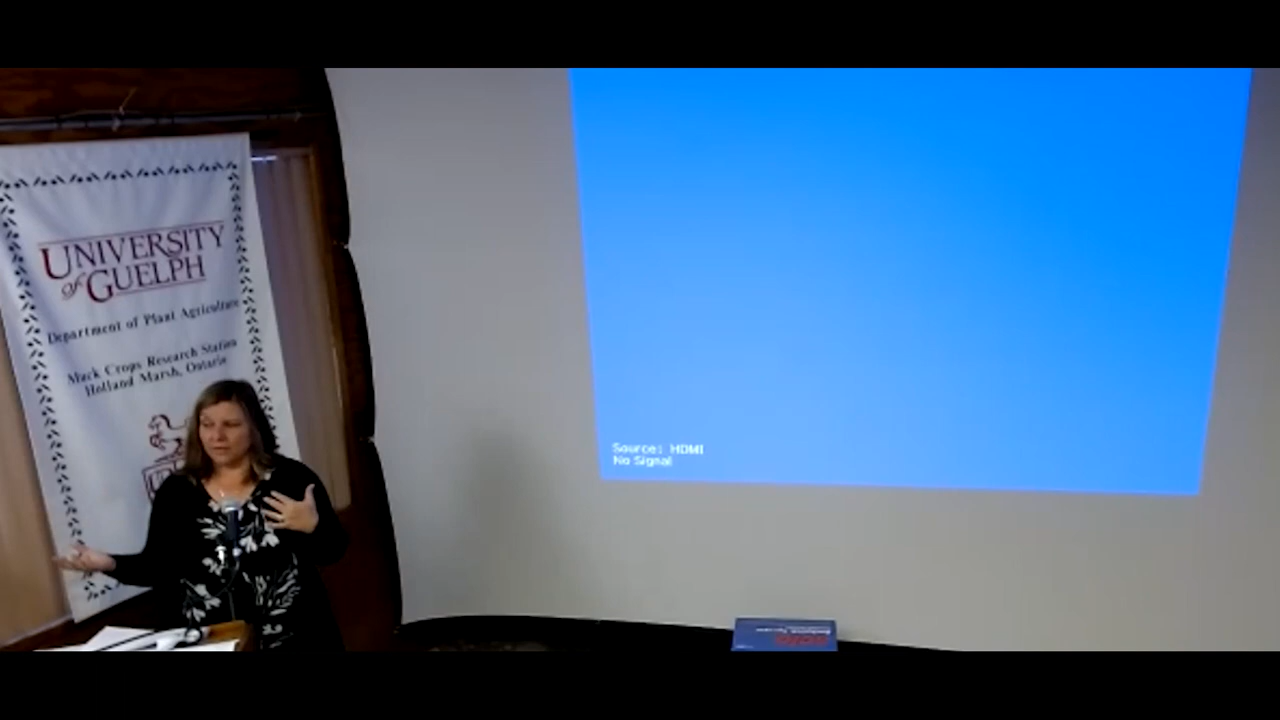 UNIVERSITY
of GUELPH
Department of Plant Agriculture
Muck Crops Research Station
Holland Marsh, Ontario
Source: HDMI
No Signal